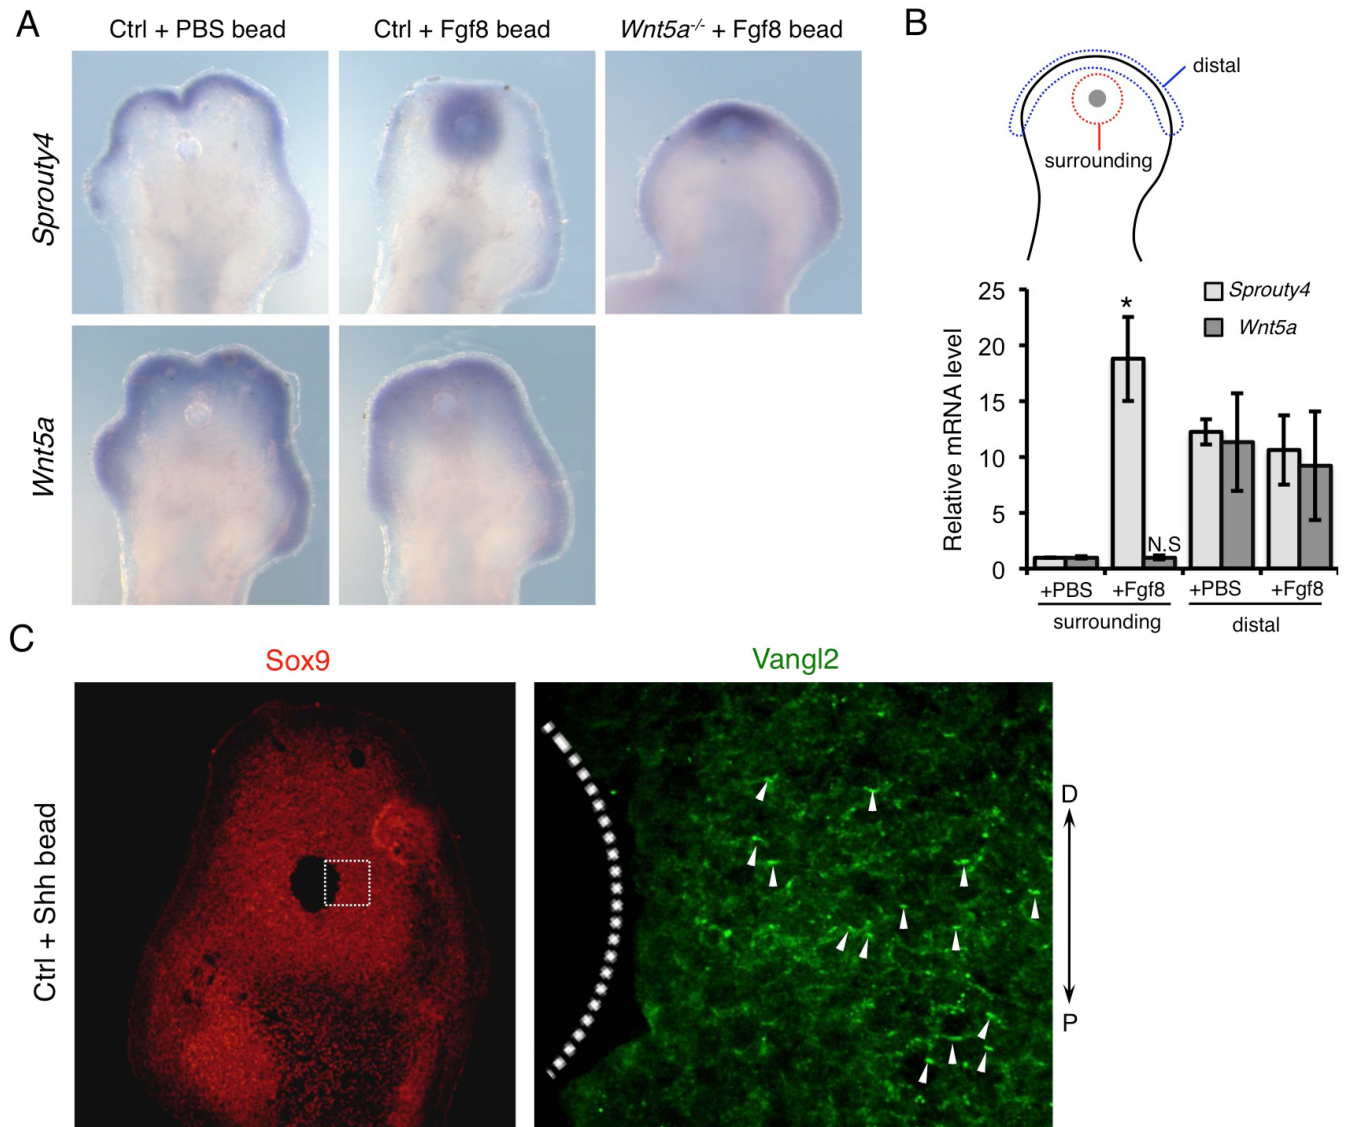 A
Ctrl + PBS bead
Ctrl + Fgf8 bead
Wnt5a-/- + Fgf8 bead
Sprouty4
Wnt5a
B
distal
surrounding
25
20
15
10
5
0
Relative mRNA level
Sprouty4
Wnt5a
*
N.S
+PBS
+Fgf8
+PBS
+Fgf8
surrounding
distal
C
Sox9
Vangl2
Ctrl + Shh bead
D
P